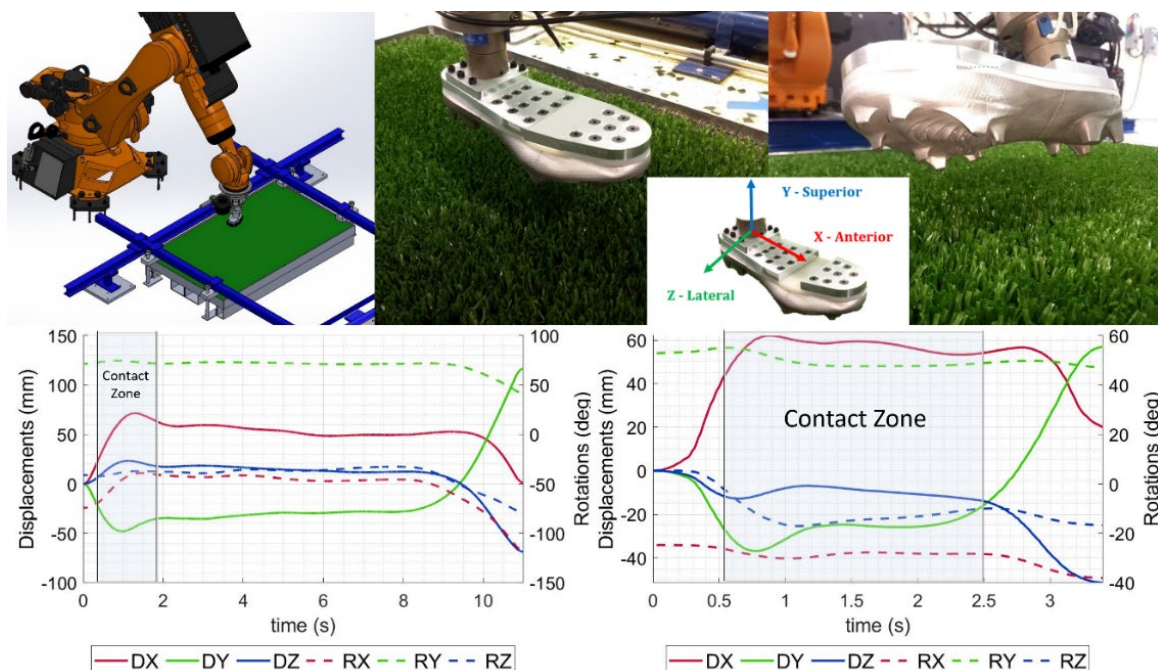 Y - Superior
X - Anterior
Z - Lateral
150
100
50
0
-50
-100
Displacements (mm)
Contact
Zone
100
50
0
-50
-100
-150
Rotations (deg)
0 2 4 6 8 10
time (s)
DX DY DZ RX RY RZ
60
40
20
0
-20
-40
Displacements (mm)
Contact Zone
60
40
20
0
-20
-40
Rotations (deg)
0 0.5 1 1.5 2 2.5 3
time (s)
DX DY DZ RX RY RZ